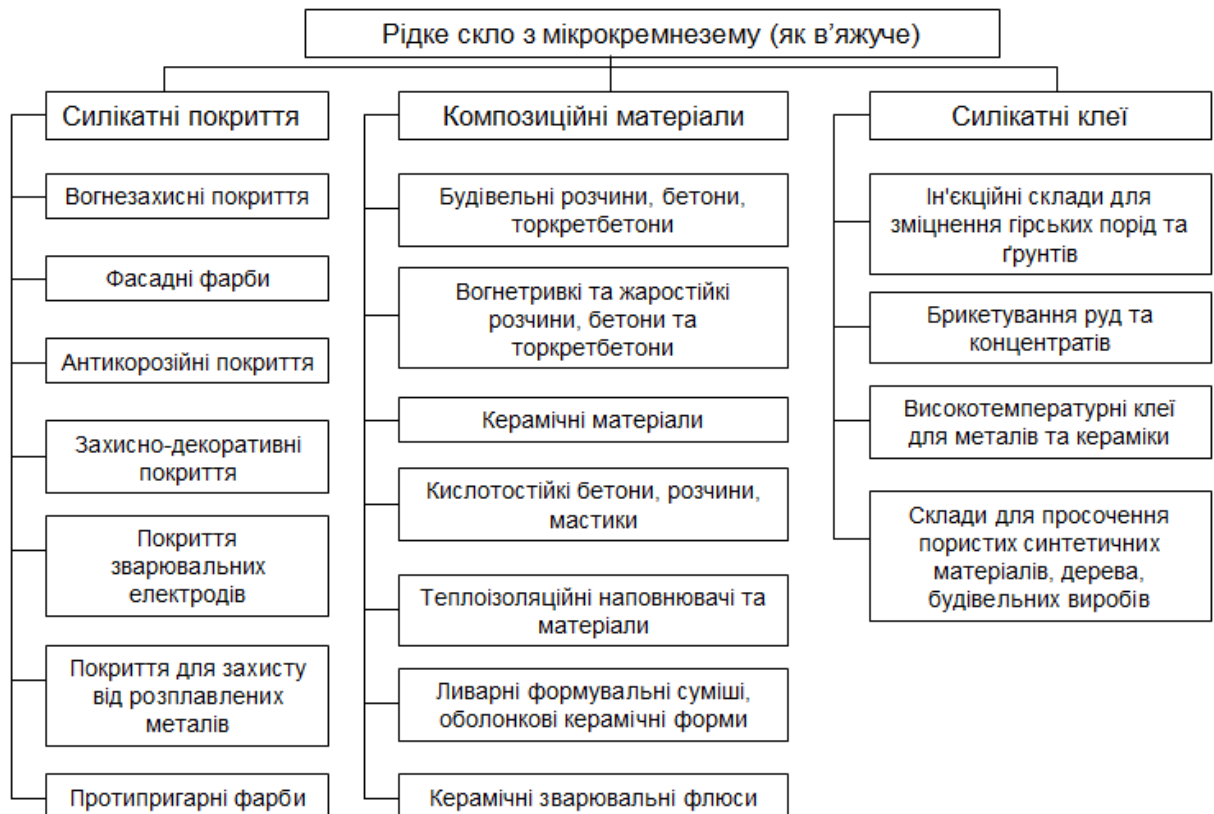 Рідке скло з мікрокремнезему (як в’яжуче)
Силікатні покриття
Вогнезахисні покриття
Фасадні фарби
Антикорозійні покриття
Захисно-декоративні
покриття
Покриття
зварювальних
електродів
Покриття для захисту
від розплавлених
металів
Протипригарні фарби
Композиційні матеріали
Будівельні розчини, бетони,
торкретбетони
Вогнетривкі та жаростійкі
розчини, бетони та
торкретбетони
Керамічні матеріали
Кислотостійкі бетони, розчини,
мастики
Теплоізоляційні наповнювачі та
матеріали
Ливарні формувальні суміші,
оболонкові керамічні форми
Керамічні зварювальні флюси
Силікатні клеї
Ін'єкційні склади для
зміцнення гірських порід та
ґрунтів
Брикетування руд та
концентратів
Високотемпературні клеї
для металів та кераміки
Склади для просочення
пористих синтетичних
матеріалів, дерева,
будівельних виробів